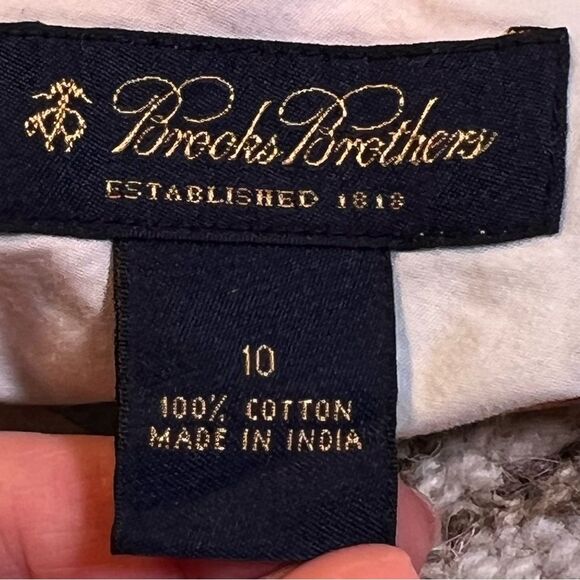 Brooks Brothers
ESTABLISHED 1818
10
100% COTTON
MADE IN INDIA